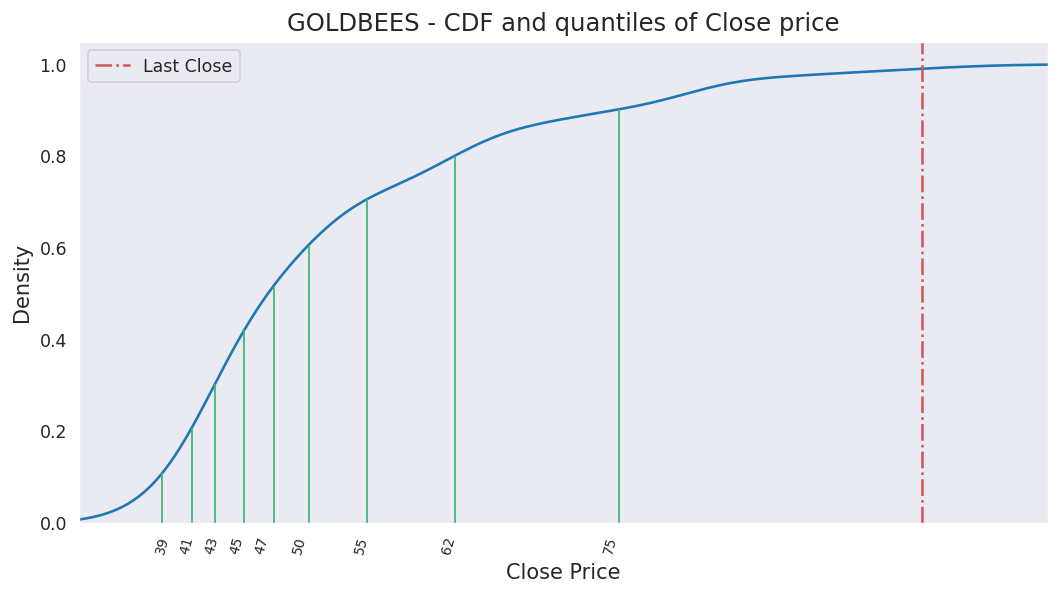 GOLDBEES - CDF and quantiles of Close price
Last Close
Density
1.0
0.8
0.6
0.4
0.2
0.0
39 41 43 45 47 50 55 62 75
Close Price